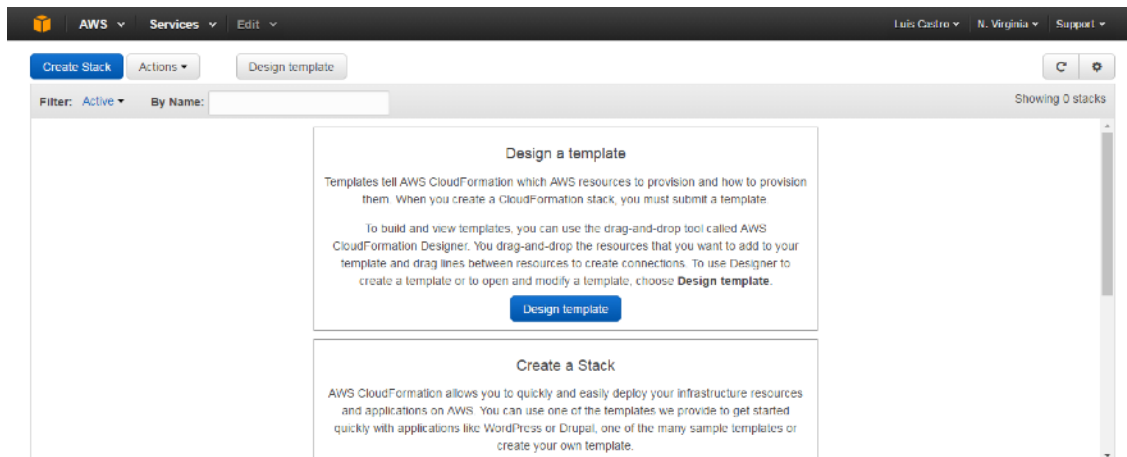 AWS Services Edit Luis Castro N. Virginia Support
Create Stack Actions Design template
Filter: Active By Name: Showing 0 stacks
Design a template
Templates tell AWS CloudFormation which AWS resources to provision and how to provision
them. When you create a CloudFormation stack, you must submit a template
To build and view templates, you can use the drag-and-drop tool called AWS
CloudFormation Designer. You drag-and-drop the resources that you want to add to your
template and drag lines between resources to create connections. To use Designer to
create a template or to open and modify a template, choose Design template.
Design template
Create a Stack
AWS CloudFormation allows you to quickly and easily deploy your infrastructure resources
and applications on AWS. You can use one of the templates we provide to get started
quickly with applications like WordPress or Drupal, one of the many sample templates or
create your own template.